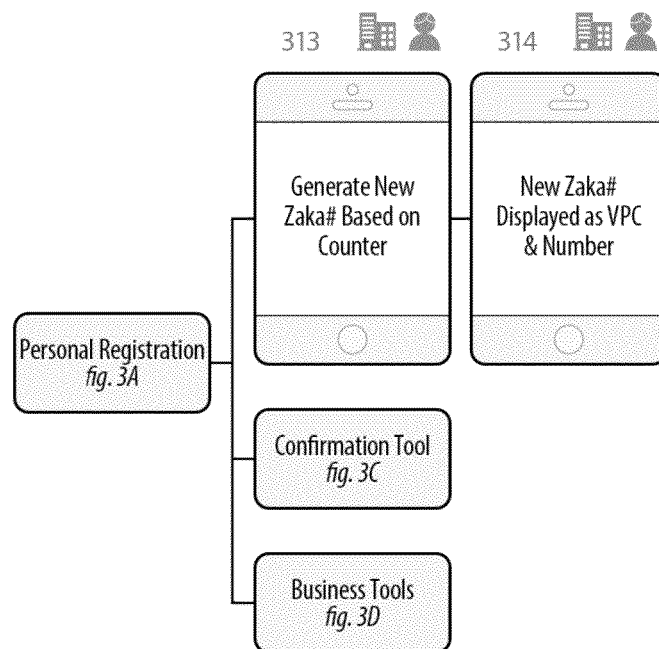 313
314
Generate New
Zaka# Based on
Counter
New Zaka#
Displayed as VPC
& Number
Personal Registration
fig. 3A
Confirmation Tool
fig. 3C
Business Tools
fig. 3D